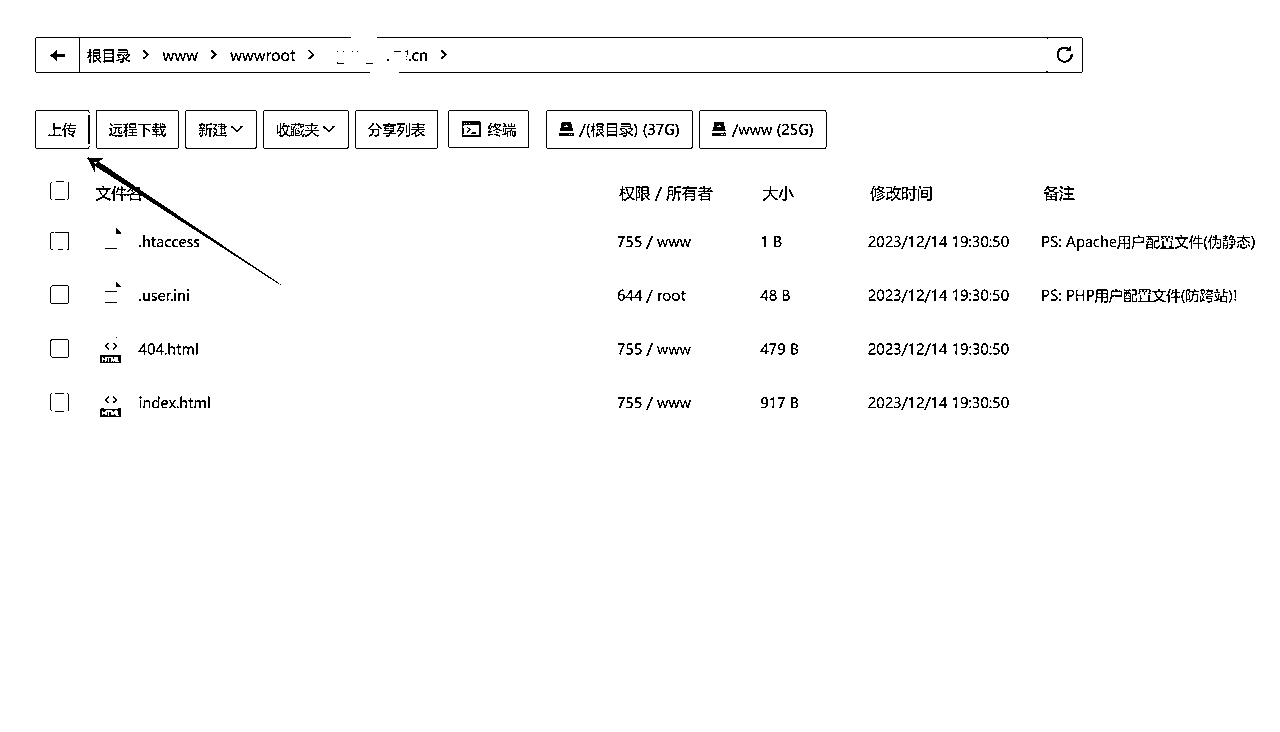 根目录 > www > wwwroot > .cn >
上传 远程下载 新建 收藏夹 分享列表 终端 /(根目录) (37G) /www (25G)
文件名 权限 / 所有者 大小 修改时间 备注
.htaccess 755 / www 1 B 2023/12/14 19:30:50 PS: Apache用户配置文件(伪静态)
.user.ini 644 / root 48 B 2023/12/14 19:30:50 PS: PHP用户配置文件(防跨站)!
HTML 404.html 755 / www 479 B 2023/12/14 19:30:50
HTML index.html 755 / www 917 B 2023/12/14 19:30:50